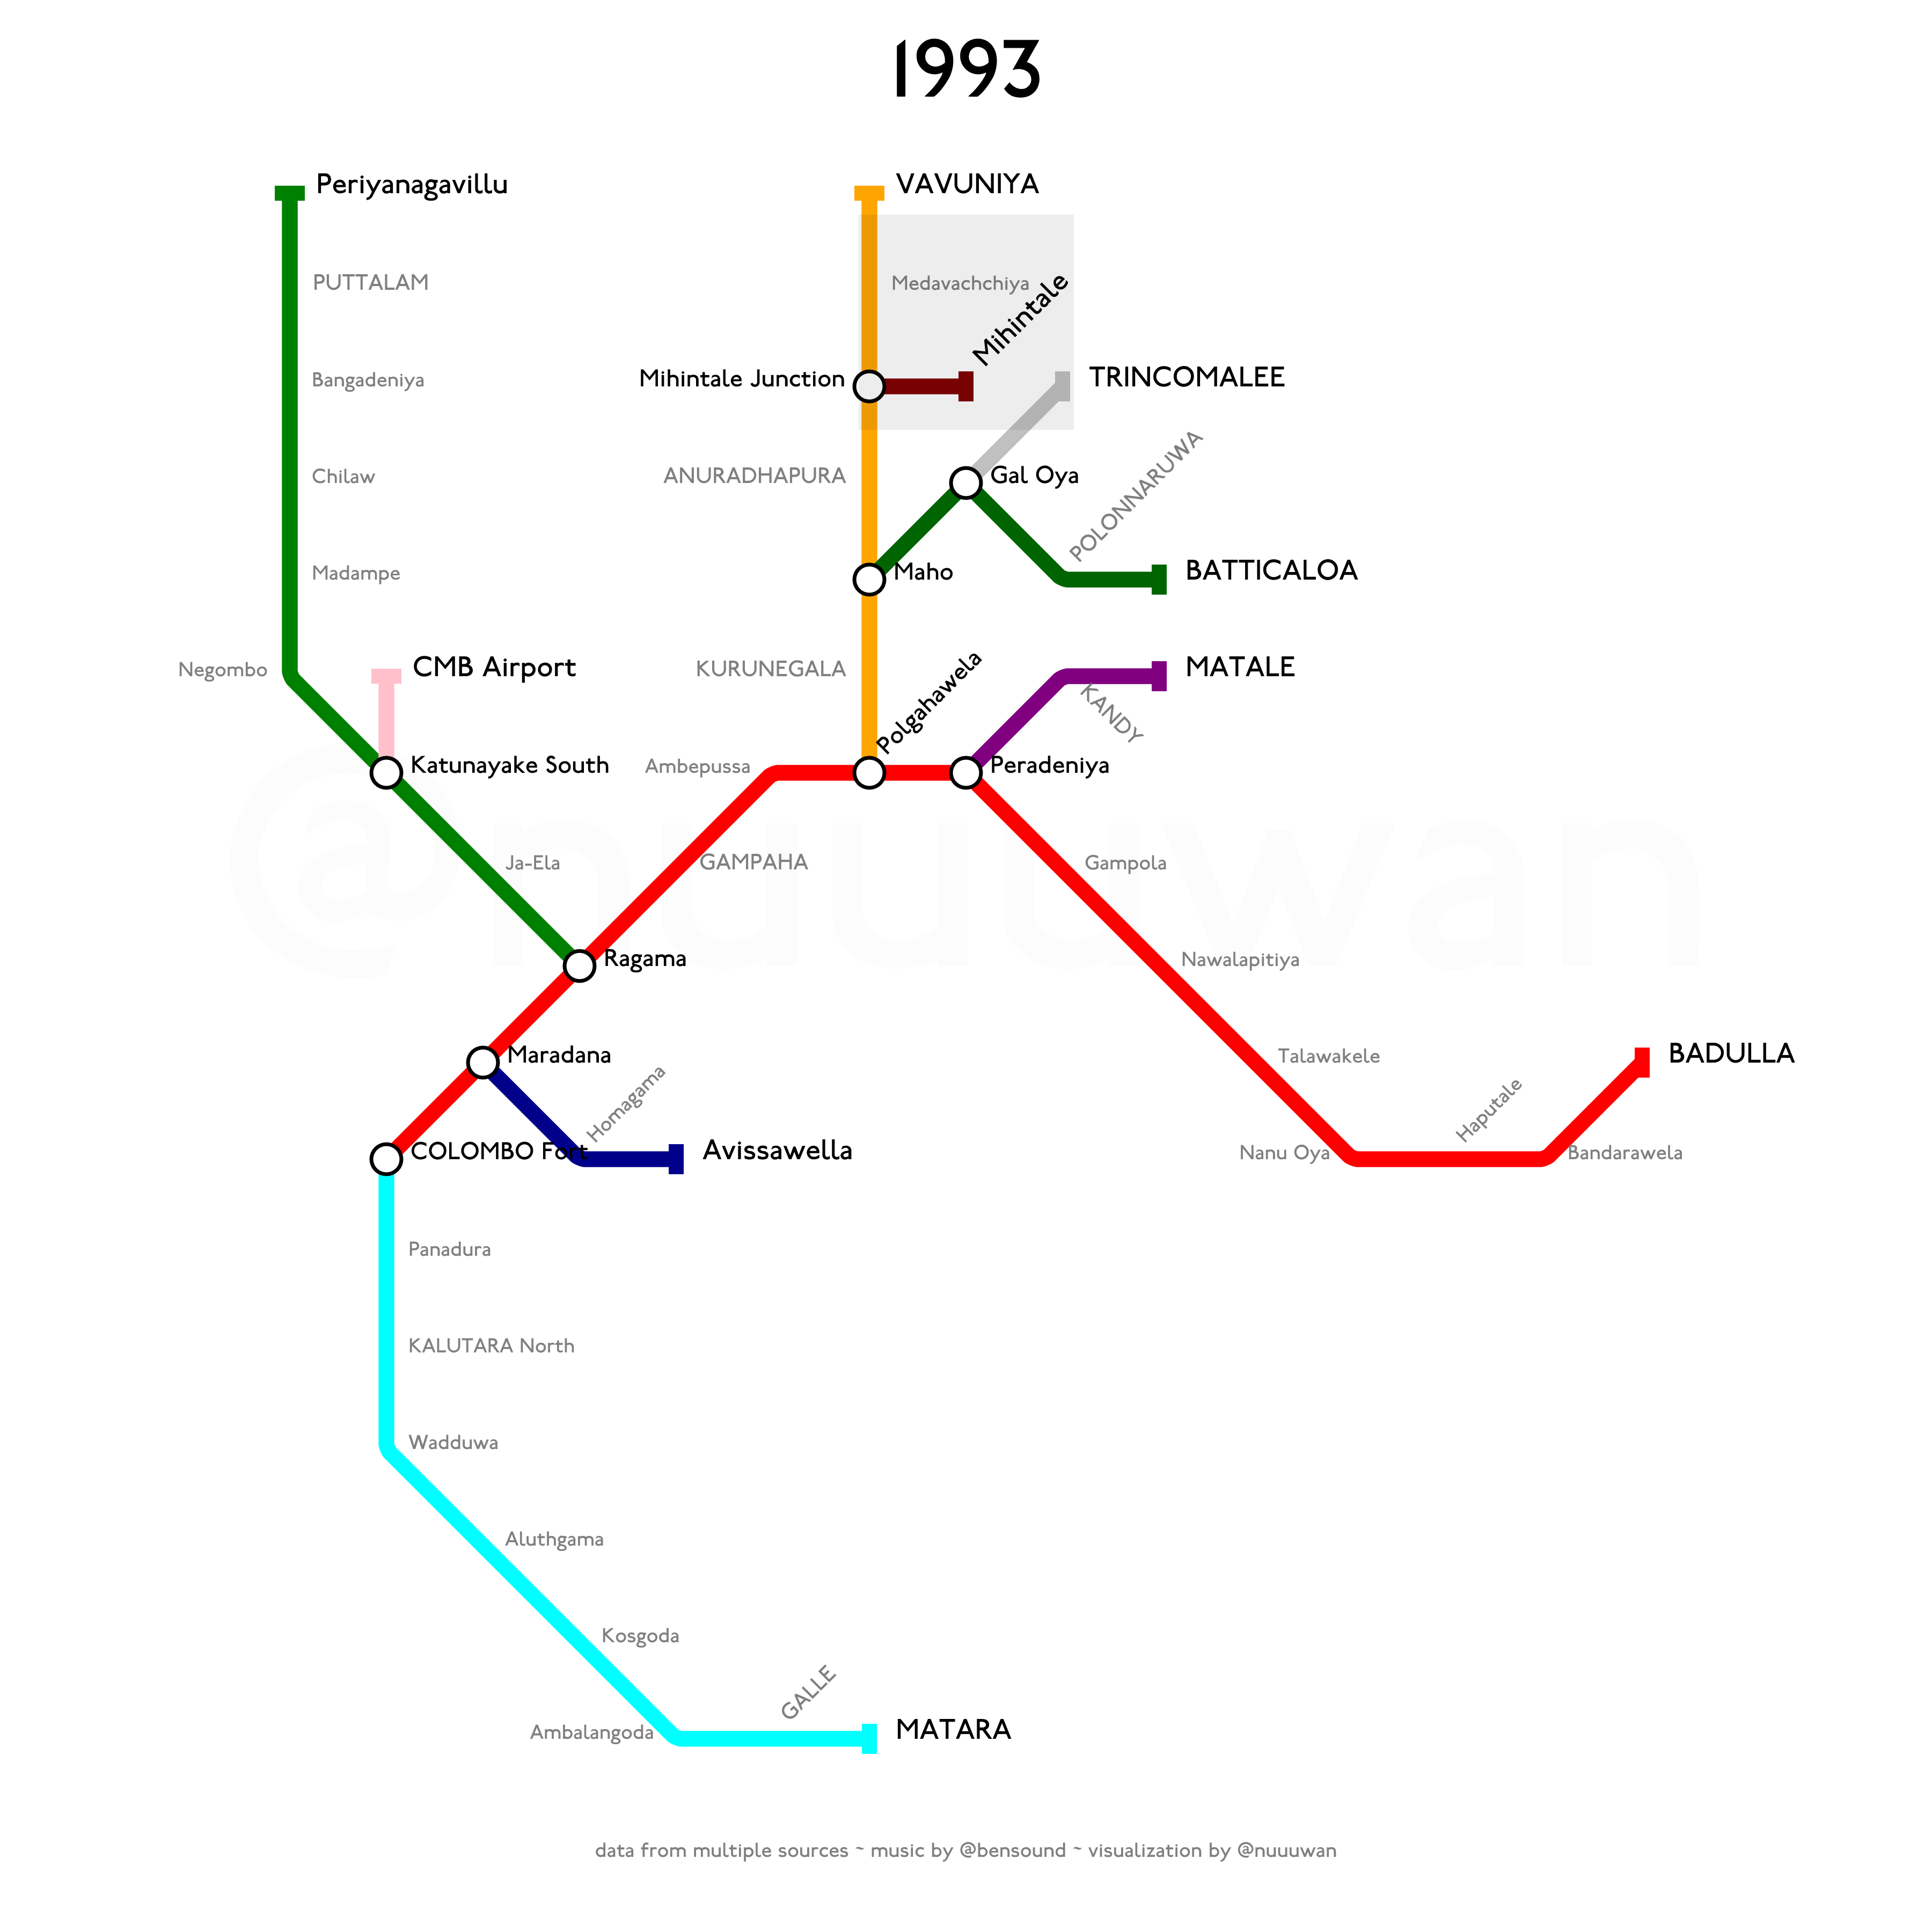 1993
Periyanagavillu
VAVUNIYA
PUTTALAM
Medavachchiya
Mihintale
Bangadeniya
Mihintale Junction
TRINCOMALEE
Chilaw
ANURADHAPURA
Gal Oya
POLONNARUWA
Madampe
Maho
BATTICALOA
Negombo
CMB Airport
KURUNEGALA
Polgahawela
MATALE
KANDY
Katunayake South
Ambepussa
Peradeniya
Ja-Ela
GAMPAHA
Gampola
@nuuuwan
Ragama
Nawalapitiya
Maradana
Homagama
Talawakele
BADULLA
COLOMBO Fort
Avissawella
Nanu Oya
Haputale
Bandarawela
Panadura
KALUTARA North
Wadduwa
Aluthgama
Kosgoda
GALLE
Ambalangoda
MATARA
data from multiple sources ~ music by @bensound ~ visualization by @nuuuwan